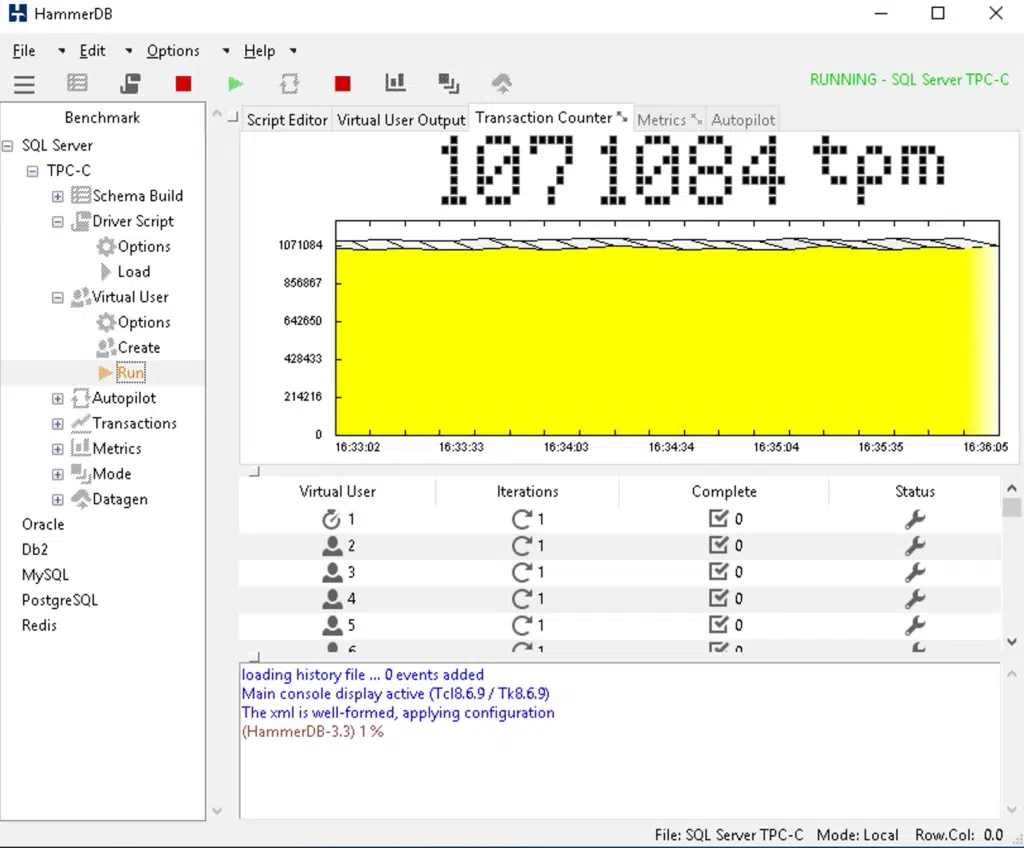 HammerDB
File Edit Options Help
RUNNING - SQL Server TPC-C
Benchmark
SQL Server
TPC-C
Schema Build
Driver Script
Options
Load
Virtual User
Options
Create
Run
Autopilot
Transactions
Metrics
Mode
Datagen
Oracle
Db2
MySQL
PostgreSQL
Redis
Script Editor Virtual User Output Transaction Counter Metrics Autopilot
1071084 tpm
1071084
856867
642650
428433
214216
0
16:33:02 16:33:33 16:34:03 16:34:34 16:35:04 16:35:35 16:36:05
Virtual User Iterations Complete Status
1 1 0
2 1 0
3 1 0
4 1 0
5 1 0
6 1 0
loading history file ... 0 events added
Main console display active (Tcl8.6.9 / Tk8.6.9)
The xml is well-formed, applying configuration
(HammerDB-3.3) 1 %
File: SQL Server TPC-C Mode: Local Row.Col: 0.0